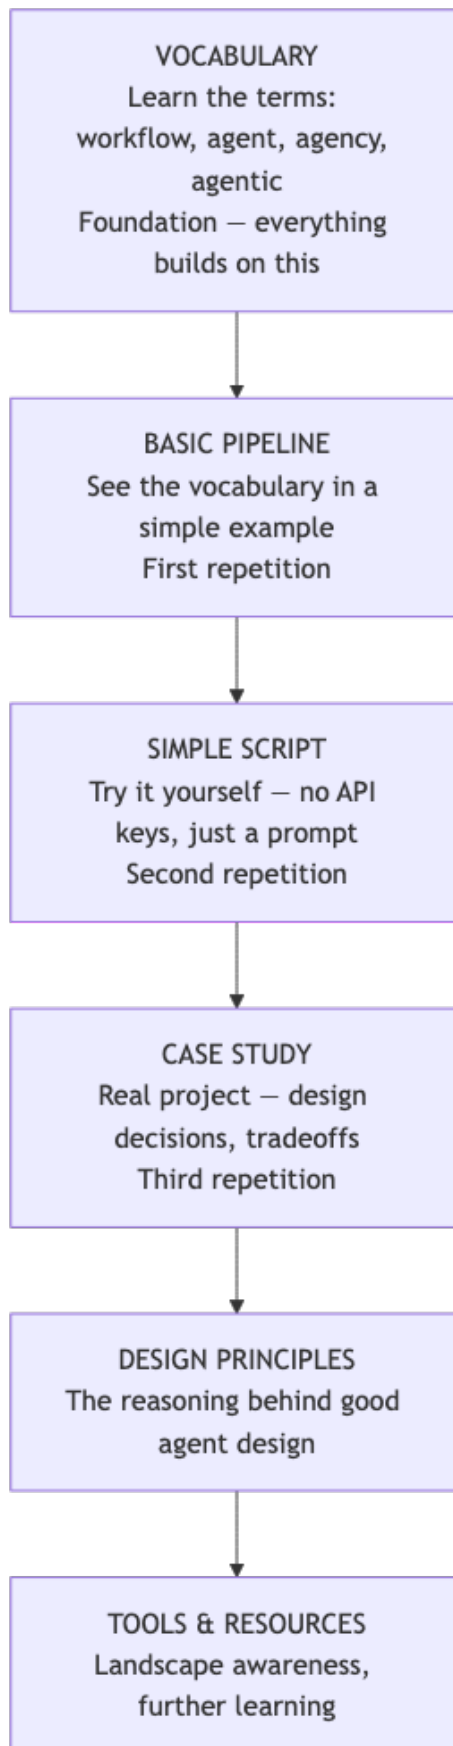 VOCABULARY
Learn the terms:
workflow, agent, agency,
agentic
Foundation — everything
builds on this
BASIC PIPELINE
See the vocabulary in a
simple example
First repetition
SIMPLE SCRIPT
Try it yourself — no API
keys, just a prompt
Second repetition
CASE STUDY
Real project — design
decisions, tradeoffs
Third repetition
DESIGN PRINCIPLES
The reasoning behind good
agent design
TOOLS & RESOURCES
Landscape awareness,
further learning